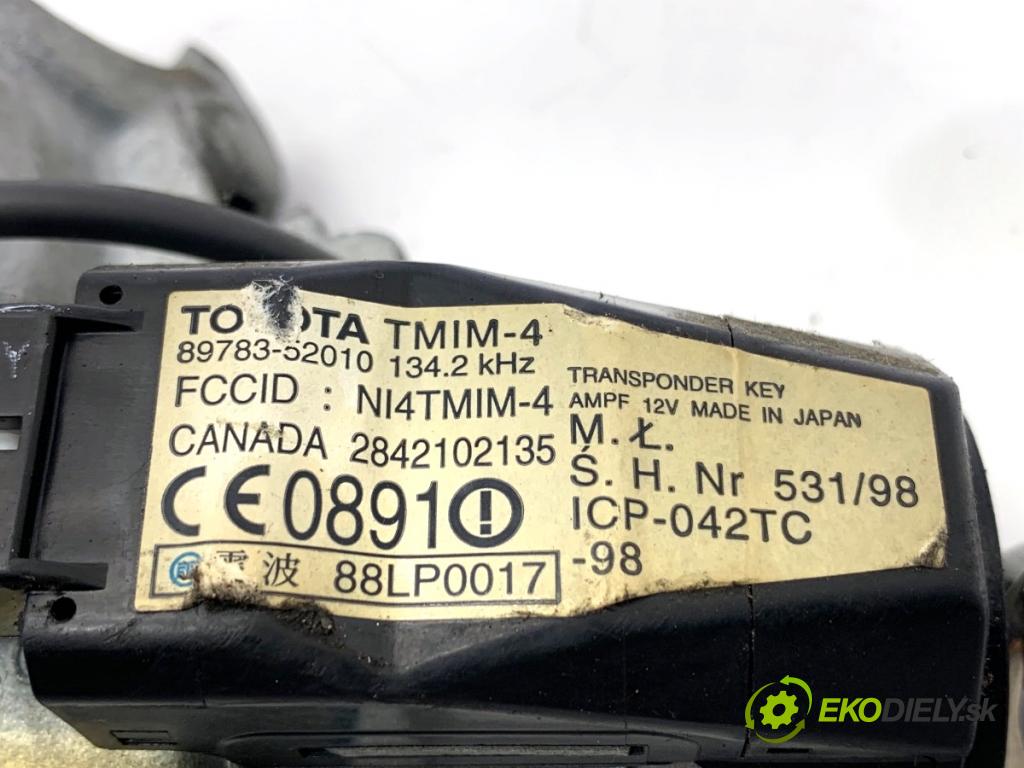 TOYOTA TMIM-4
89783-52010 134.2 kHz
FCCID : NI4TMIM-4
CANADA 2842102135
CE0891
電波 88LP0017
TRANSPONDER KEY
AMPF 12V MADE IN JAPAN
M.Ł.
Ś. H. Nr 531/98
ICP-042TC
-98
EKODIELY.sk